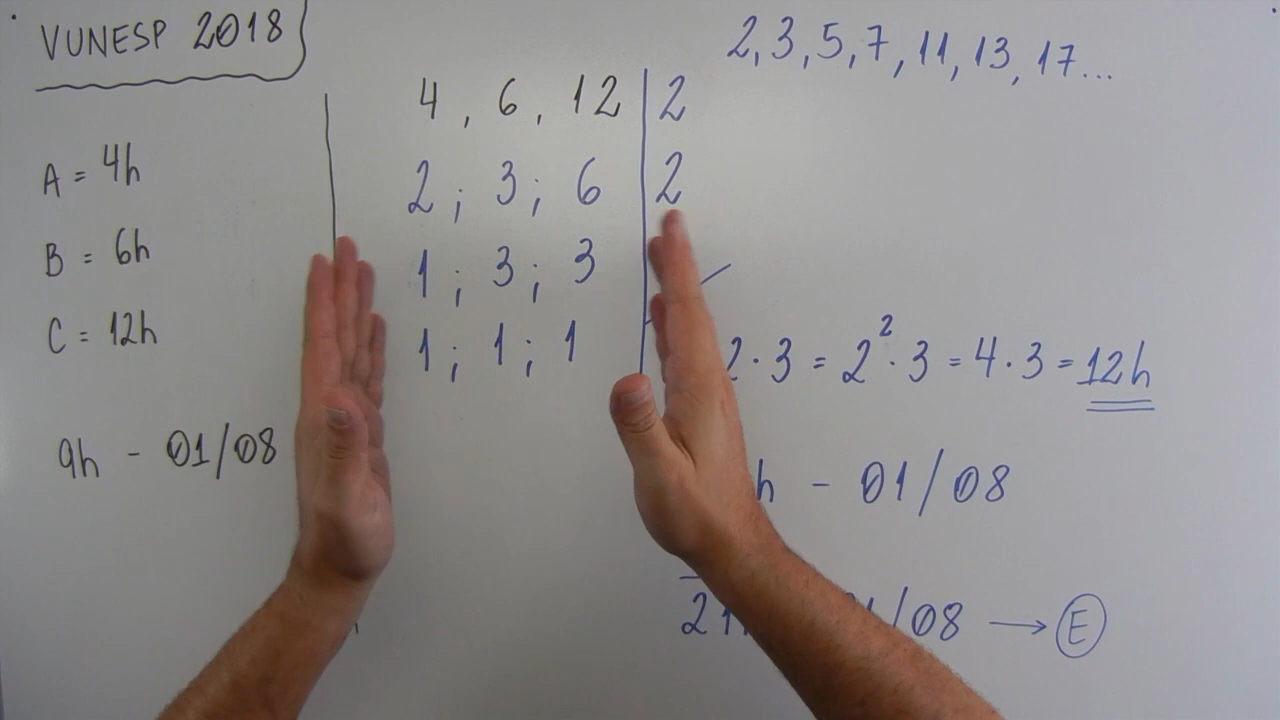 VUNESP 2018
2, 3, 5, 7, 11, 13, 17...
A = 4h
B = 6h
C = 12h
9h - 01/08
4, 6, 12 | 2
2; 3; 6 | 2
1; 3; 3
1; 1; 1
2 · 3 = 2² · 3 = 4 · 3 = 12h
h - 01/08
/08 → E